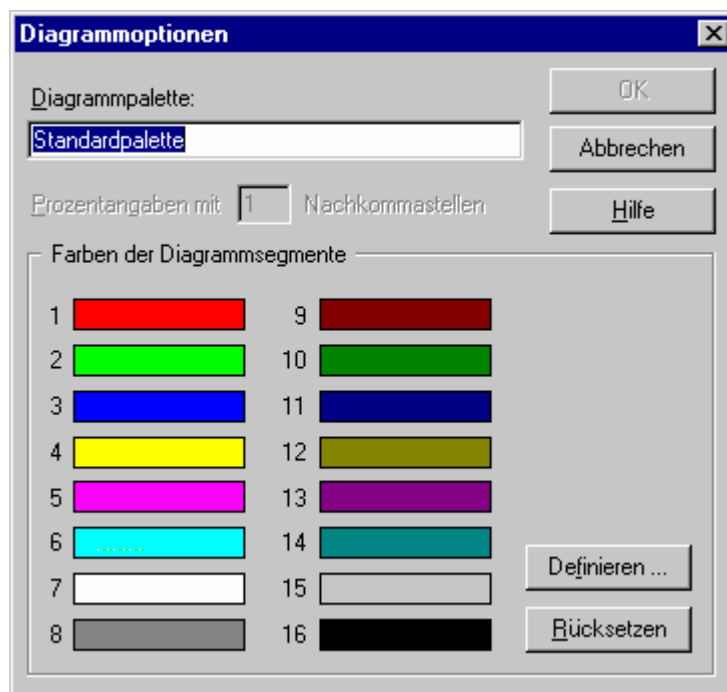 Diagrammoptionen
Diagrammpalette:
Standardpalette
OK
Abbrechen
Prozentangaben mit 1 Nachkommastellen
Hilfe
Farben der Diagrammsegmente
1 9
2 10
3 11
4 12
5 13
6 14
7 15
8 16
Definieren ...
Rücksetzen